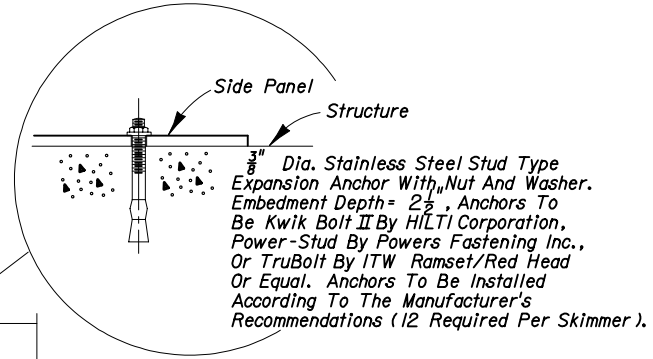 Side Panel
Structure
3/8" Dia. Stainless Steel Stud Type
Expansion Anchor With Nut And Washer.
Embedment Depth= 2 1/2", Anchors To
Be Kwik Bolt II By HILTI Corporation,
Power-Stud By Powers Fastening Inc.,
Or TruBolt By ITW Ramset/Red Head
Or Equal. Anchors To Be Installed
According To The Manufacturer's
Recommendations (12 Required Per Skimmer).